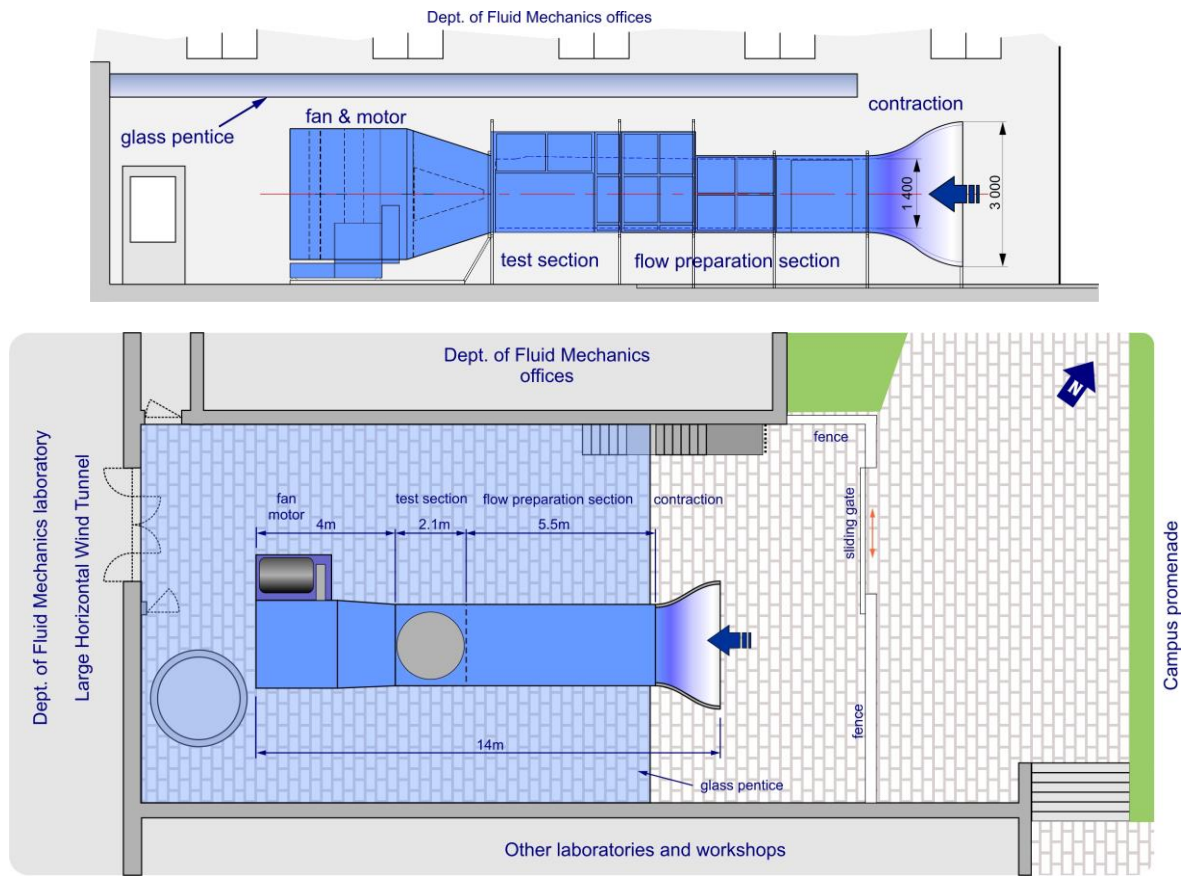 Dept. of Fluid Mechanics offices
glass pentice
fan & motor
contraction
1 400
3 000
test section
flow preparation section
Dept. of Fluid Mechanics
offices
N
Dept. of Fluid Mechanics laboratory
Large Horizontal Wind Tunnel
fence
sliding gate
fence
Campus promenade
fan
motor
test section
flow preparation section
contraction
4m
2.1m
5.5m
14m
glass pentice
Other laboratories and workshops